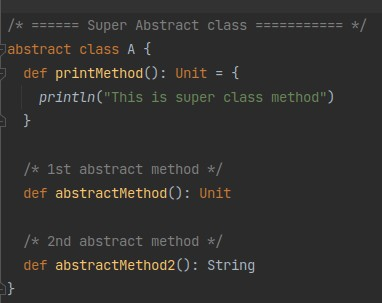 /* ====== Super Abstract class =========== */
abstract class A {
def printMethod(): Unit = {
println("This is super class method")
}
/* 1st abstract method */
def abstractMethod(): Unit
/* 2nd abstract method */
def abstractMethod2(): String
}